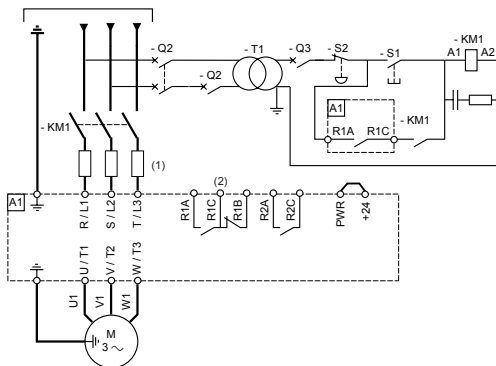 - Q2
- T1
- Q3
- S2
- S1
- KM1
A1
A2
- Q2
A1
- KM1
R1A
R1C
- KM1
(1)
A1
R / L1
S / L2
T / L3
(2)
R1A
R1C
R1B
R2A
R2C
PWR
+24
U / T1
V / T2
W / T3
U1
V1
W1
M
3